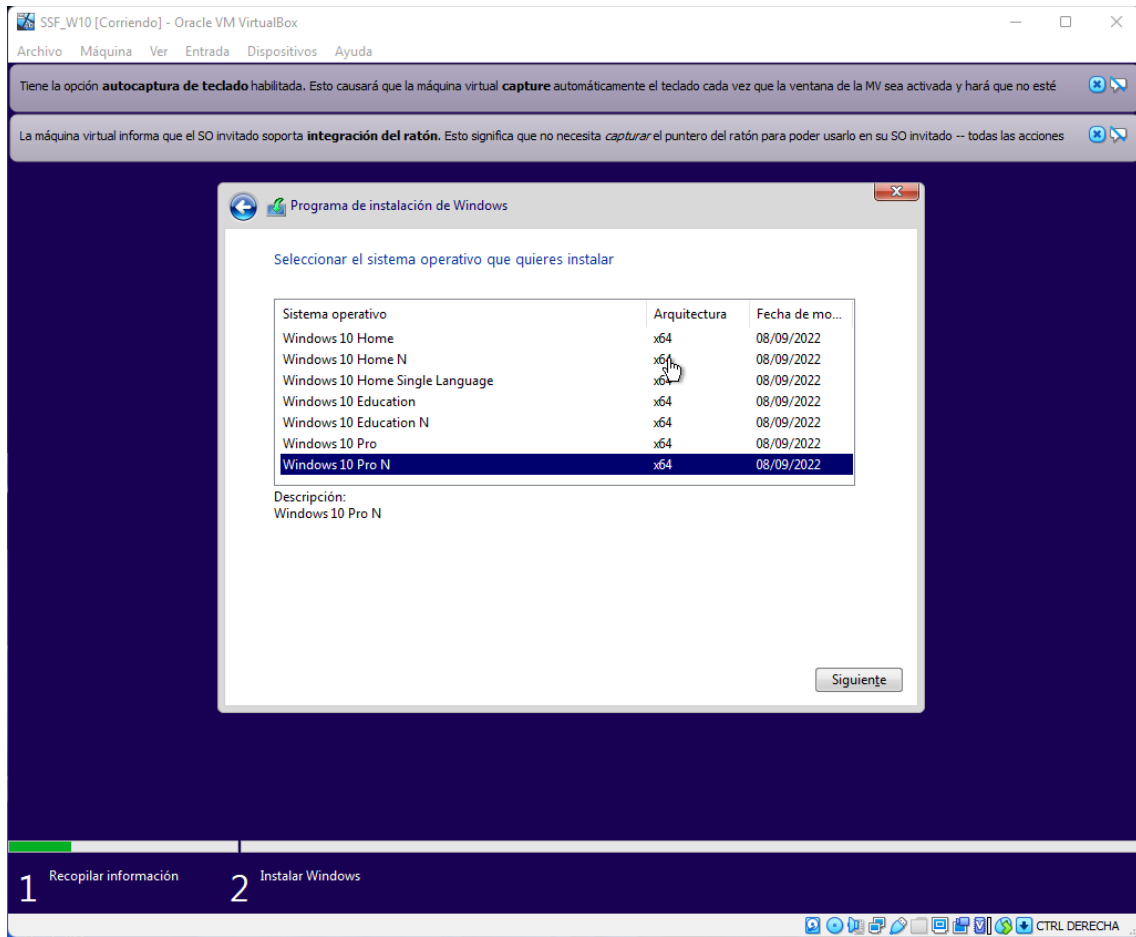 SSF_W10 [Corriendo] - Oracle VM VirtualBox
Archivo Máquina Ver Entrada Dispositivos Ayuda
Tiene la opción autocaptura de teclado habilitada. Esto causará que la máquina virtual capture automáticamente el teclado cada vez que la ventana de la MV sea activada y hará que no esté
La máquina virtual informa que el SO invitado soporta integración del ratón. Esto significa que no necesita capturar el puntero del ratón para poder usarlo en su SO invitado -- todas las acciones
Programa de instalación de Windows
Seleccionar el sistema operativo que quieres instalar
Sistema operativo Arquitectura Fecha de mo...
Windows 10 Home x64 08/09/2022
Windows 10 Home N x64 08/09/2022
Windows 10 Home Single Language x64 08/09/2022
Windows 10 Education x64 08/09/2022
Windows 10 Education N x64 08/09/2022
Windows 10 Pro x64 08/09/2022
Windows 10 Pro N x64 08/09/2022
Descripción:
Windows 10 Pro N
Siguiente
1 Recopilar información 2 Instalar Windows
CTRL DERECHA